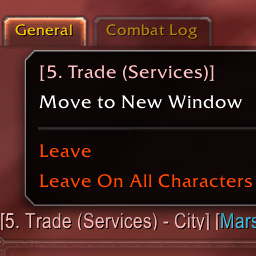 General
Combat Log
[5. Trade (Services)]
Move to New Window
Leave
Leave On All Characters
[5. Trade (Services) - City] [Mars